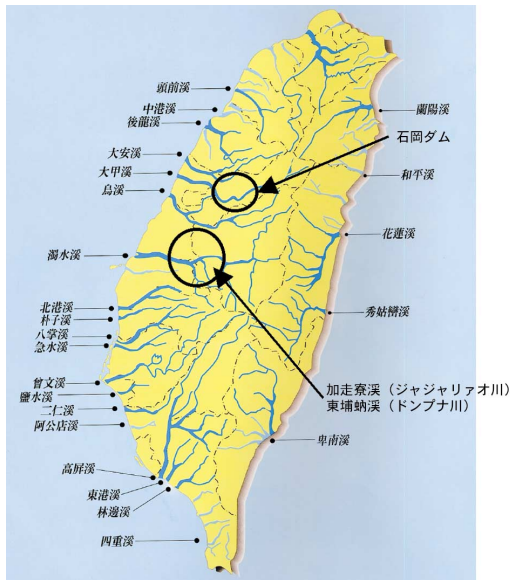 頭前溪
中港溪
後龍溪
大安溪
大甲溪
烏溪
濁水溪
北港溪
朴子溪
八掌溪
急水溪
曾文溪
鹽水溪
二仁溪
阿公店溪
高屏溪
東港溪
林邊溪
四重溪
蘭陽溪
石岡ダム
和平溪
花蓮溪
秀姑巒溪
加走寮渓（ジャジャリァオ川）
東埔蚋渓（ドンプナ川）
卑南溪